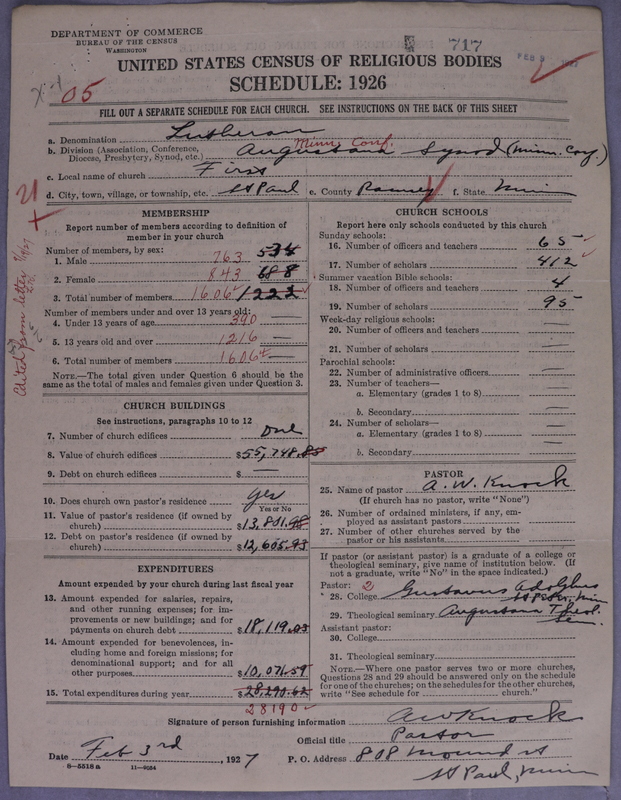 DEPARTMENT OF COMMERCE
BUREAU OF THE CENSUS
WASHINGTON
717
FEB 9 1927
UNITED STATES CENSUS OF RELIGIOUS BODIES
SCHEDULE: 1926
05
FILL OUT A SEPARATE SCHEDULE FOR EACH CHURCH. SEE INSTRUCTIONS ON THE BACK OF THIS SHEET
a. Denomination Lutheran
Minn. Conf.
b. Division (Association, Conference, Diocese, Presbytery, Synod, etc.) Augustana Synod (Minn. Conf.)
c. Local name of church First
d. City, town, village, or township, etc. St Paul e. County Ramsey f. State Minn
21
MEMBERSHIP
Report number of members according to definition of
member in your church
Number of members, by sex:
1. Male 763 534
2. Female 843 688
3. Total number of members 1606 1222
Number of members under and over 13 years old:
4. Under 13 years of age 390 —
5. 13 years old and over 1216 —
6. Total number of members 1606 —
NOTE.—The total given under Question 6 should be the
same as the total of males and females given under Question 3.
CHURCH BUILDINGS
See instructions, paragraphs 10 to 12
7. Number of church edifices One
8. Value of church edifices $55,748.85
9. Debt on church edifices $ —
10. Does church own pastor's residence? yes
Yes or No
11. Value of pastor's residence (if owned by
church) $13,801.98
12. Debt on pastor's residence (if owned by
church) $12,605.93
EXPENDITURES
Amount expended by your church during last fiscal year
13. Amount expended for salaries, repairs,
and other running expenses; for im-
provements or new buildings; and for
payments on church debt $18,119.03
14. Amount expended for benevolences, in-
cluding home and foreign missions; for
denominational support; and for all
other purposes $10,071.59
15. Total expenditures during year $28,190.62
28190
CHURCH SCHOOLS
Report here only schools conducted by this church
Sunday schools:
16. Number of officers and teachers 65
17. Number of scholars 412
Summer vacation Bible schools:
18. Number of officers and teachers 4
19. Number of scholars 95
Week-day religious schools:
20. Number of officers and teachers —
21. Number of scholars —
Parochial schools:
22. Number of administrative officers —
23. Number of teachers—
a. Elementary (grades 1 to 8) —
b. Secondary —
24. Number of scholars—
a. Elementary (grades 1 to 8) —
b. Secondary —
PASTOR
25. Name of pastor A. W. Knock
(If church has no pastor, write "None")
26. Number of ordained ministers, if any, em-
ployed as assistant pastors
27. Number of other churches served by the
pastor or his assistants
If pastor (or assistant pastor) is a graduate of a college or
theological seminary, give name of institution below. (If
not a graduate, write "No" in the space indicated.)
Pastor: 2
28. College Gustavus Adolphus
St Peter, Minn
29. Theological seminary Augustana Theol.
Sem.
Assistant pastor:
30. College
31. Theological seminary
NOTE.—Where one pastor serves two or more churches,
Questions 28 and 29 should be answered only on the schedule
for one of the churches; on the schedules for the other churches,
write "See schedule for church."
Signature of person furnishing information A W Knock
Official title Pastor
Date Feb 3rd, 1927 P. O. Address 808 Mound St
St Paul, Minn
8—5518 a 11—9054